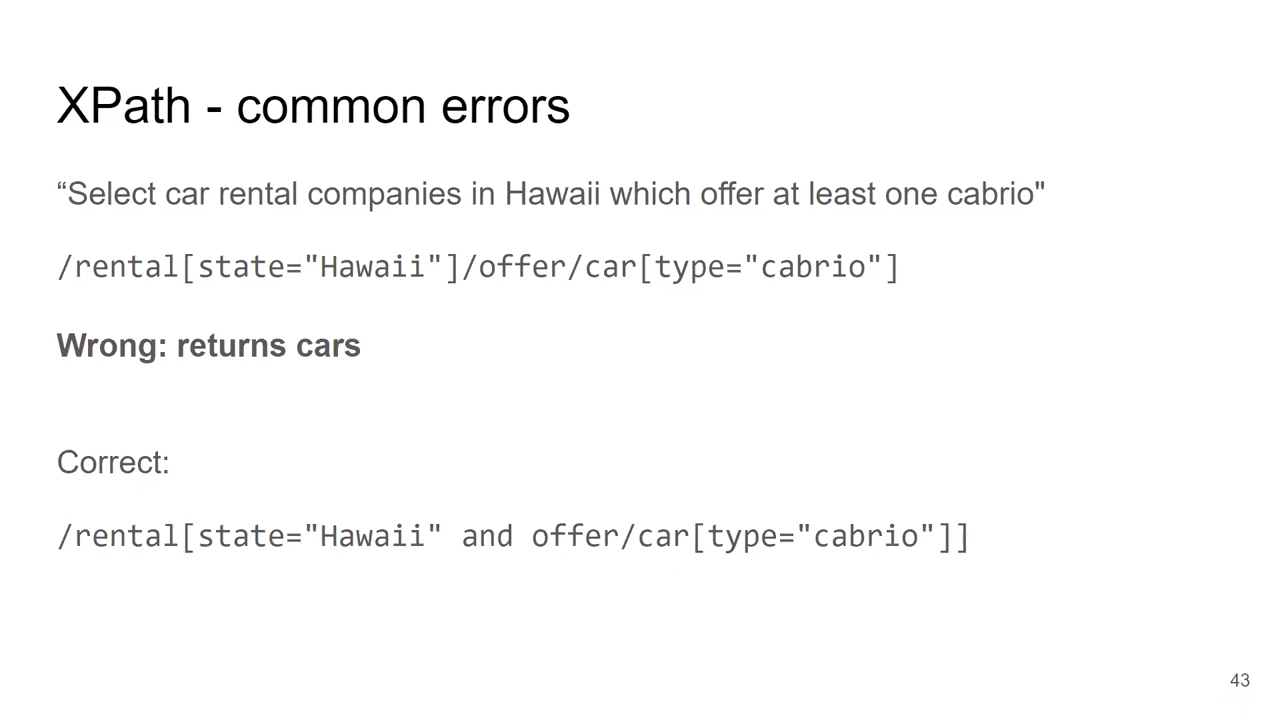 XPath - common errors
“Select car rental companies in Hawaii which offer at least one cabrio"
/rental[state="Hawaii"]/offer/car[type="cabrio"]
Wrong: returns cars
Correct:
/rental[state="Hawaii" and offer/car[type="cabrio"]]
43